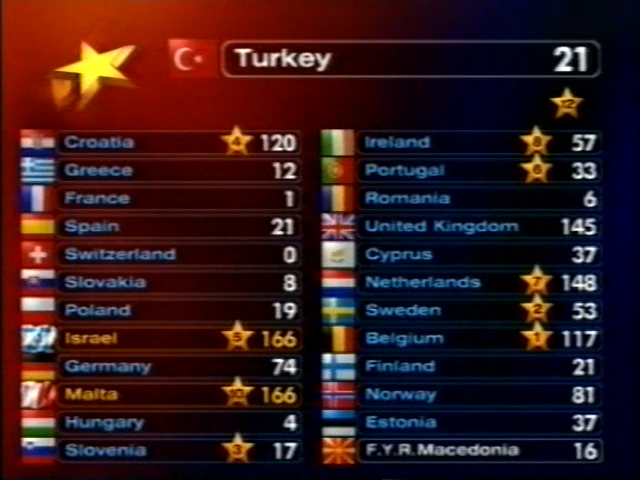 Turkey 21
12
Croatia 4 120
Greece 12
France 1
Spain 21
Switzerland 0
Slovakia 8
Poland 19
Israel 5 166
Germany 74
Malta 10 166
Hungary 4
Slovenia 3 17
Ireland 8 57
Portugal 6 33
Romania 6
United Kingdom 145
Cyprus 37
Netherlands 7 148
Sweden 2 53
Belgium 1 117
Finland 21
Norway 81
Estonia 37
F.Y.R.Macedonia 16